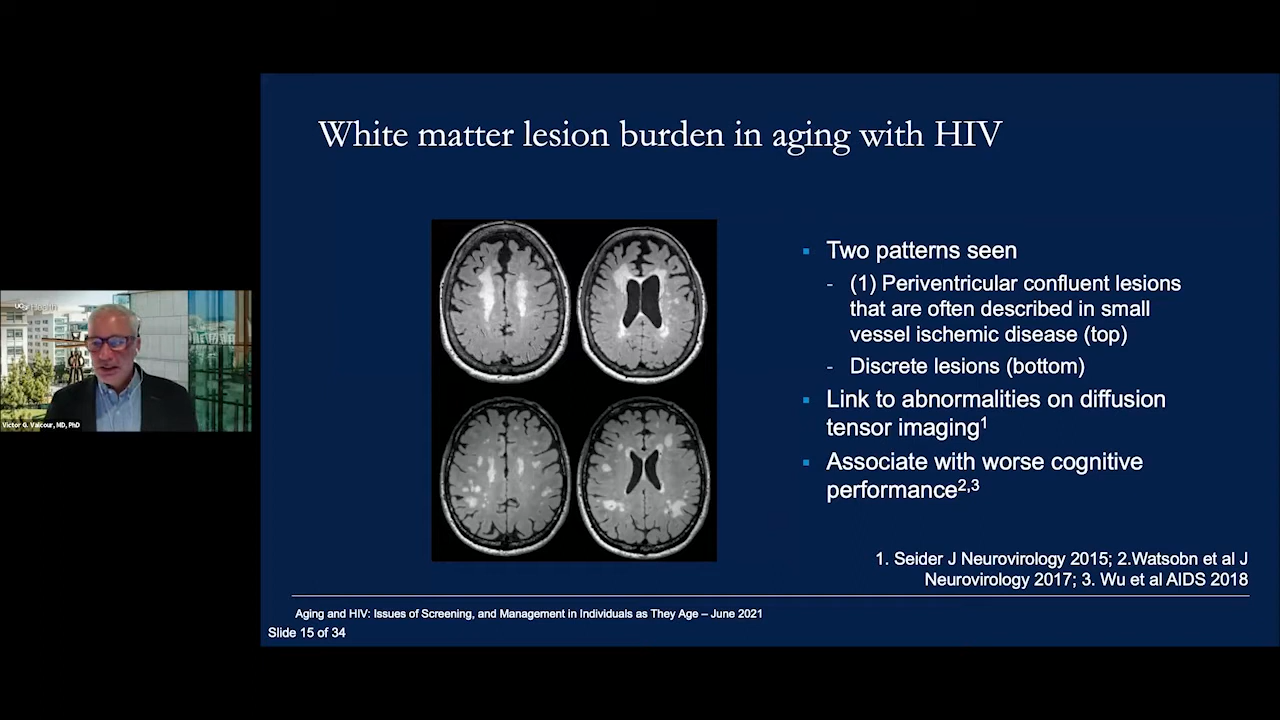 White matter lesion burden in aging with HIV
Two patterns seen
- (1) Periventricular confluent lesions
that are often described in small
vessel ischemic disease (top)
- Discrete lesions (bottom)
Link to abnormalities on diffusion
tensor imaging1
Associate with worse cognitive
performance2,3
1. Seider J Neurovirology 2015; 2.Watsobn et al J
Neurovirology 2017; 3. Wu et al AIDS 2018
Aging and HIV: Issues of Screening, and Management in Individuals as They Age – June 2021
Slide 15 of 34
Health
Victor G. Valcour, MD, PhD